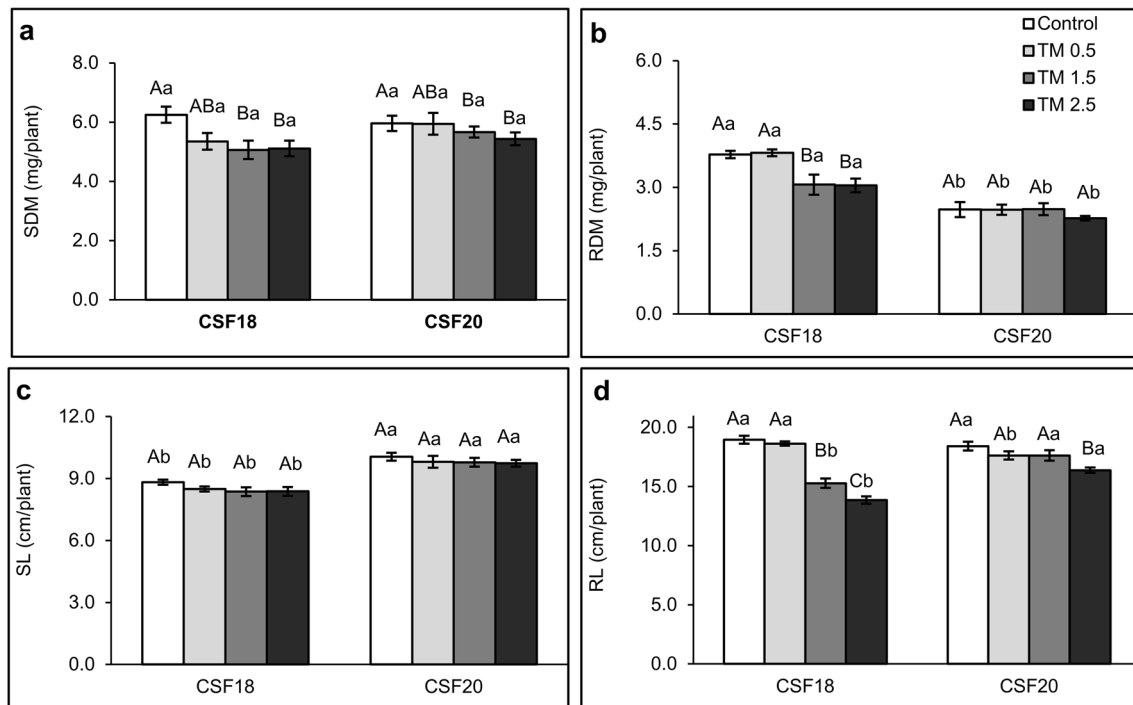 a
SDM (mg/plant)
8.0
6.0
4.0
2.0
0.0
Aa
ABa
Ba
Ba
Aa
ABa
Ba
Ba
CSF18
CSF20
b
Control
TM 0.5
TM 1.5
TM 2.5
RDM (mg/plant)
6.0
4.5
3.0
1.5
0.0
Aa
Aa
Ba
Ba
Ab
Ab
Ab
Ab
CSF18
CSF20
c
SL (cm/plant)
12.0
9.0
6.0
3.0
0.0
Ab
Ab
Ab
Ab
Aa
Aa
Aa
Aa
CSF18
CSF20
d
RL (cm/plant)
20.0
15.0
10.0
5.0
0.0
Aa
Aa
Bb
Cb
Aa
Ab
Aa
Ba
CSF18
CSF20